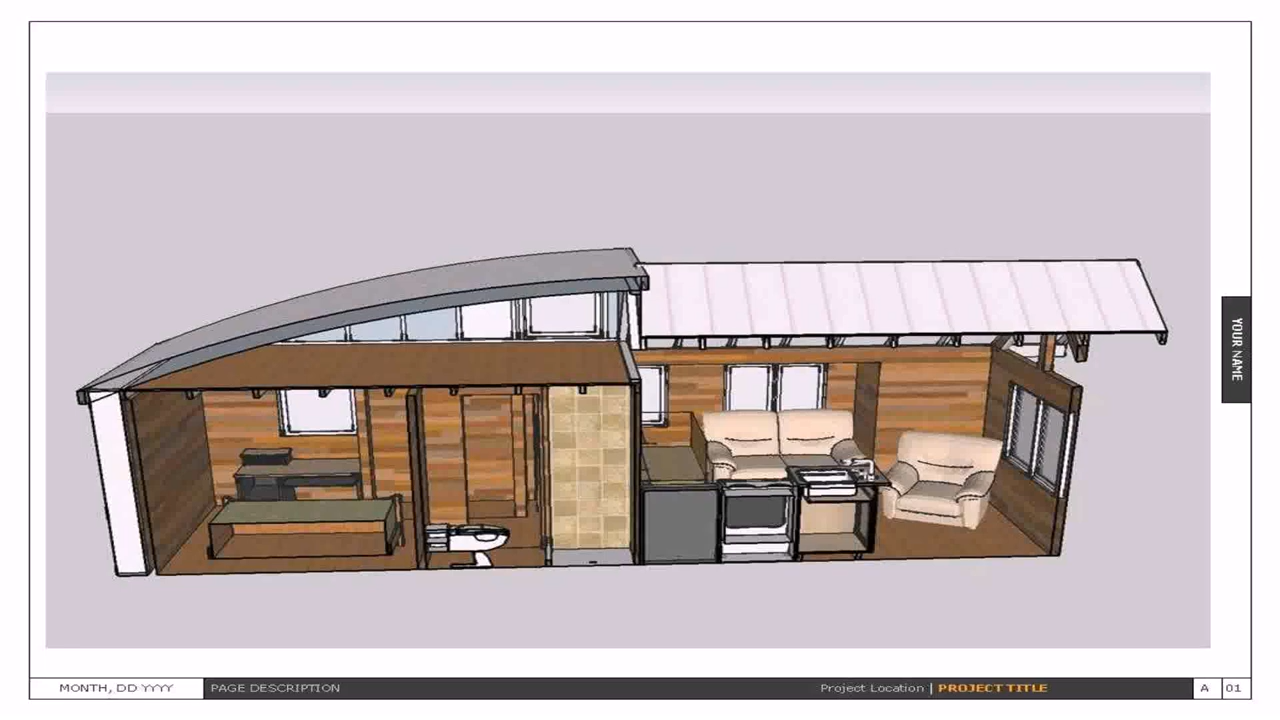 YOUR NAME
MONTH, DD YYYY
PAGE DESCRIPTION
Project Location | PROJECT TITLE
A
01